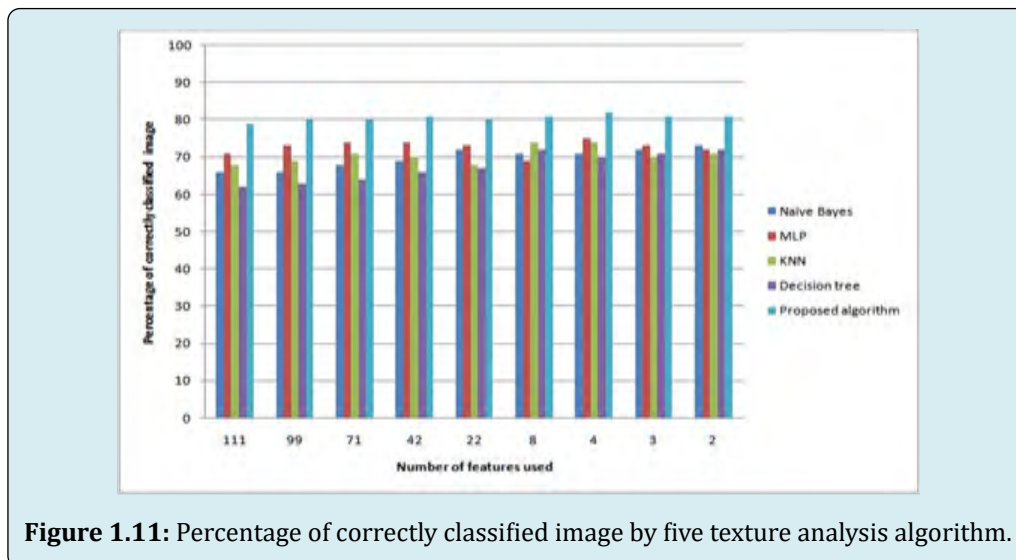 100
90
80
70
60
50
40
30
20
10
0
Percentage of correctly classified image
111 99 71 42 22 8 4 3 2
Number of features used
Naïve Bayes
MLP
KNN
Decision tree
Proposed algorithm
Figure 1.11: Percentage of correctly classified image by five texture analysis algorithm.